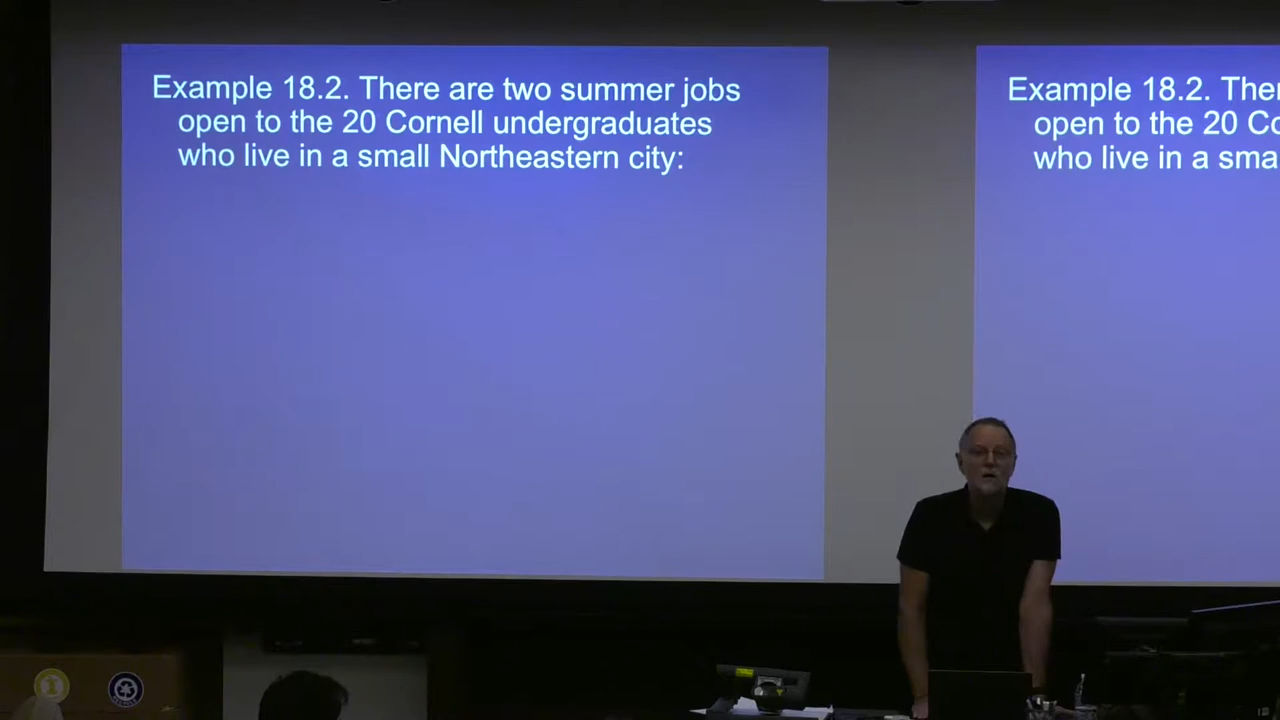 Example 18.2. There are two summer jobs
open to the 20 Cornell undergraduates
who live in a small Northeastern city:
Example 18.2. Ther
open to the 20 Co
who live in a sma